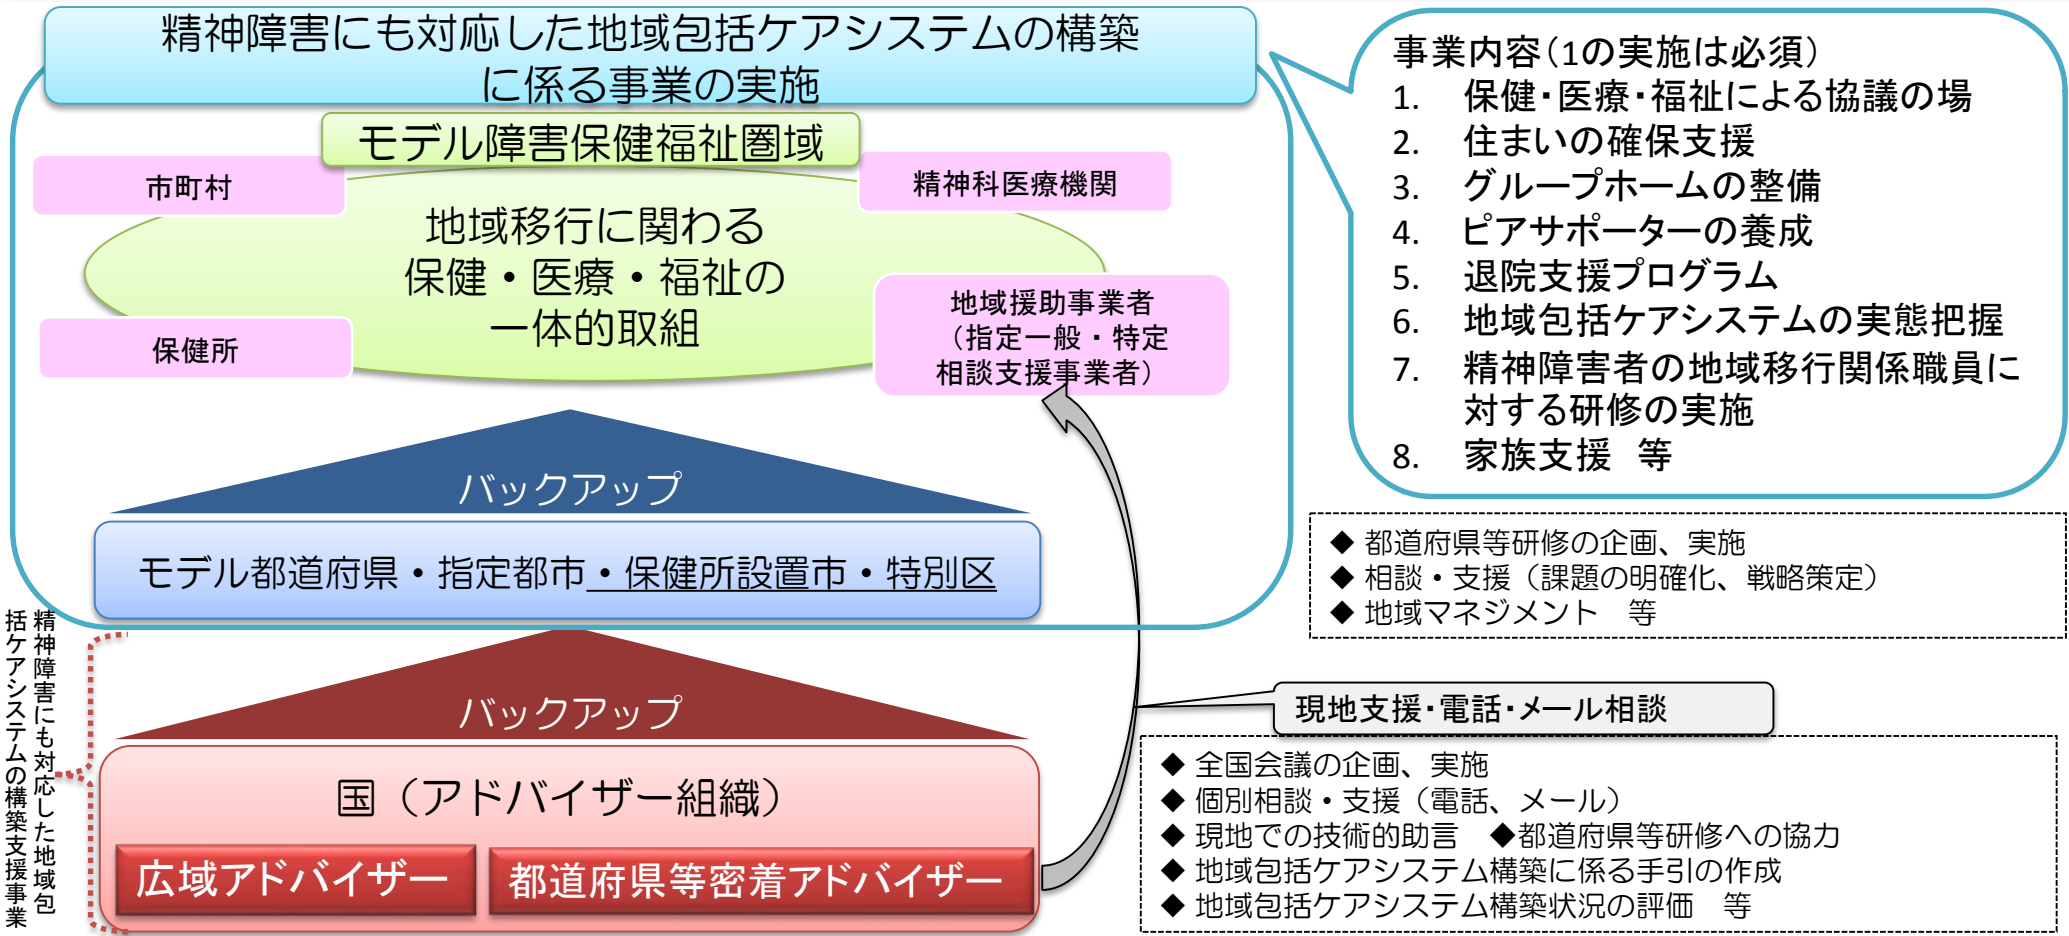 精神障害にも対応した地域包括ケアシステムの構築
に係る事業の実施
モデル障害保健福祉圏域
市町村
精神科医療機関
地域移行に関わる
保健・医療・福祉の
一体的取組
保健所
地域援助事業者
（指定一般・特定
相談支援事業者）
バックアップ
モデル都道府県・指定都市・保健所設置市・特別区
精神障害にも対応した地域包
括ケアシステムの構築支援事業
バックアップ
国（アドバイザー組織）
広域アドバイザー
都道府県等密着アドバイザー
事業内容（1の実施は必須）
1. 保健・医療・福祉による協議の場
2. 住まいの確保支援
3. グループホームの整備
4. ピアサポーターの養成
5. 退院支援プログラム
6. 地域包括ケアシステムの実態把握
7. 精神障害者の地域移行関係職員に
対する研修の実施
8. 家族支援　等
◆ 都道府県等研修の企画、実施
◆ 相談・支援（課題の明確化、戦略策定）
◆ 地域マネジメント　等
現地支援・電話・メール相談
◆ 全国会議の企画、実施
◆ 個別相談・支援（電話、メール）
◆ 現地での技術的助言　◆都道府県等研修への協力
◆ 地域包括ケアシステム構築に係る手引の作成
◆ 地域包括ケアシステム構築状況の評価　等